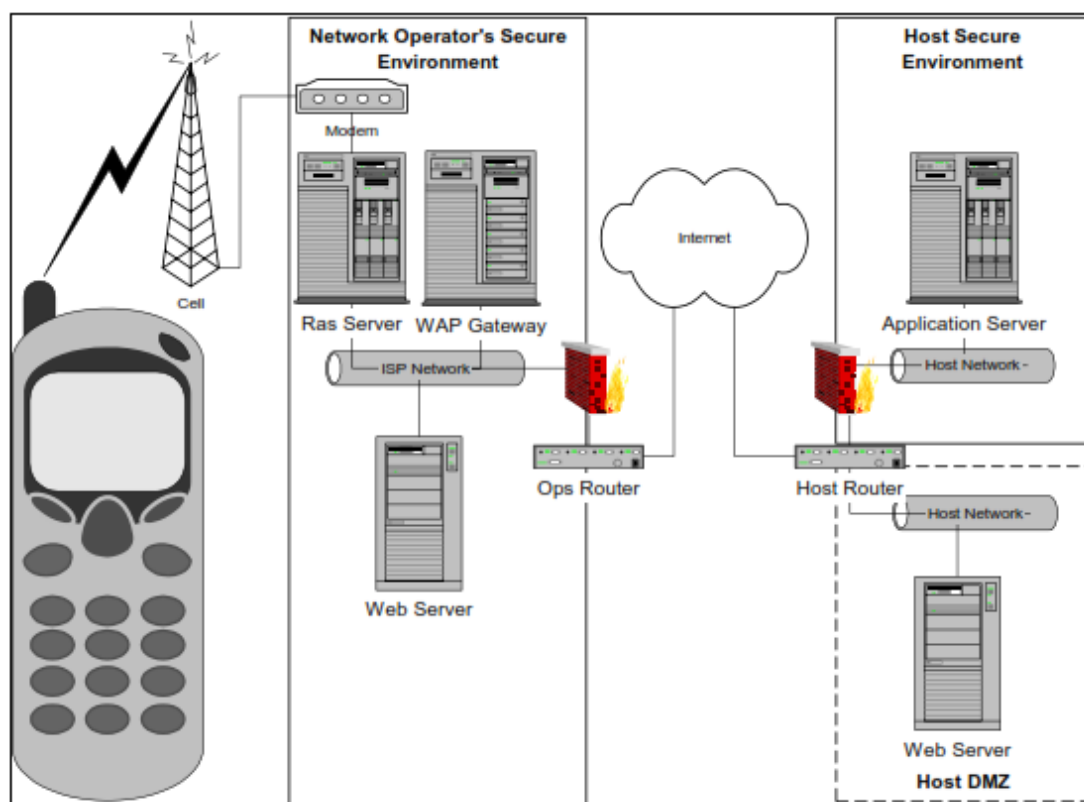 Network Operator's Secure
Environment
Host Secure
Environment
Modem
Internet
Cell
Ras Server
WAP Gateway
Application Server
ISP Network
Host Network
Ops Router
Host Router
Host Network
Web Server
Web Server
Host DMZ